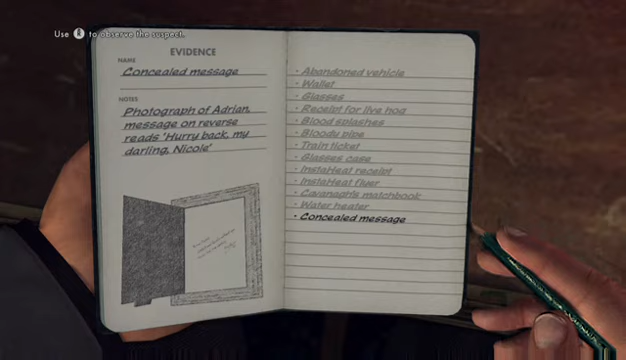 Use R to observe the suspect.
EVIDENCE
NAME
Concealed message
NOTES
Photograph of Adrian,
message on reverse
reads 'Hurry back, my
darling, Nicole'
- Abandoned vehicle
- Wallet
- Glasses
- Receipt for live hog
- Blood splashes
- Bloody pipe
- Train ticket
- Glasses case
- InstaHeat receipt
- InstaHeat flyer
- Cavanagh's matchbook
- Water heater
- Concealed message